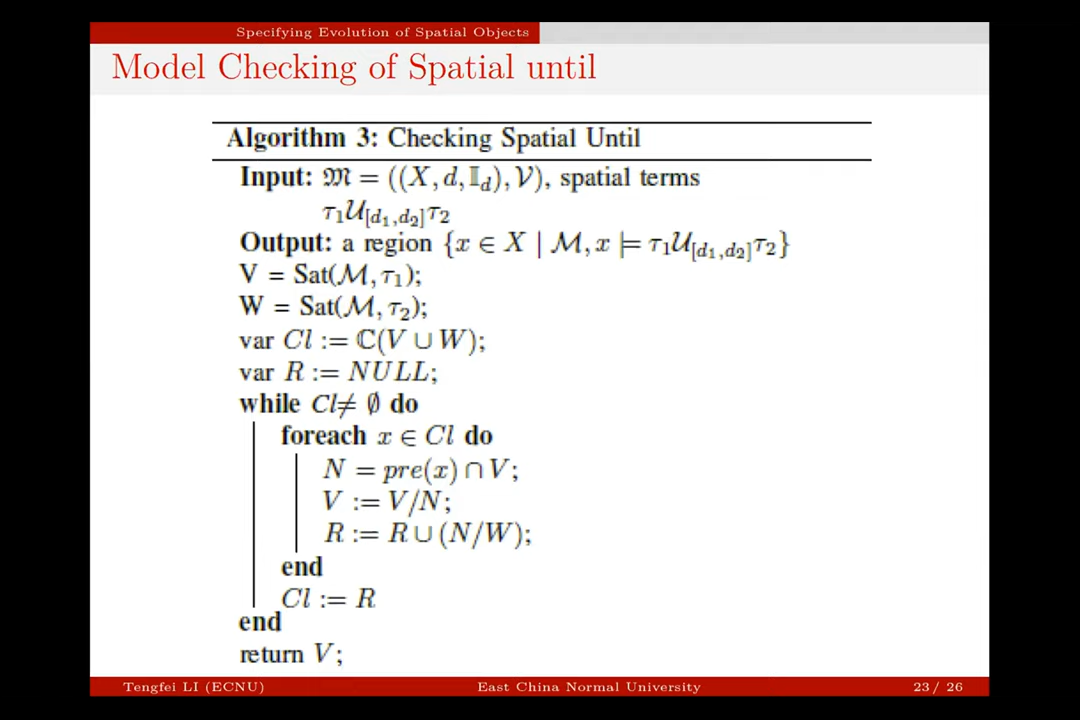 Specifying Evolution of Spatial Objects
Model Checking of Spatial until
Algorithm 3: Checking Spatial Until
Input: 𝔐 = ((X, d, 𝕀_d), 𝒱), spatial terms
τ₁𝒰_[d₁,d₂]τ₂
Output: a region {x ∈ X | ℳ, x ⊨ τ₁𝒰_[d₁,d₂]τ₂}
V = Sat(ℳ, τ₁);
W = Sat(ℳ, τ₂);
var Cl := ℂ(V ∪ W);
var R := NULL;
while Cl≠ ∅ do
foreach x ∈ Cl do
N = pre(x) ∩ V;
V := V/N;
R := R ∪ (N/W);
end
Cl := R
end
return V;
Tengfei LI (ECNU) East China Normal University 23 / 26